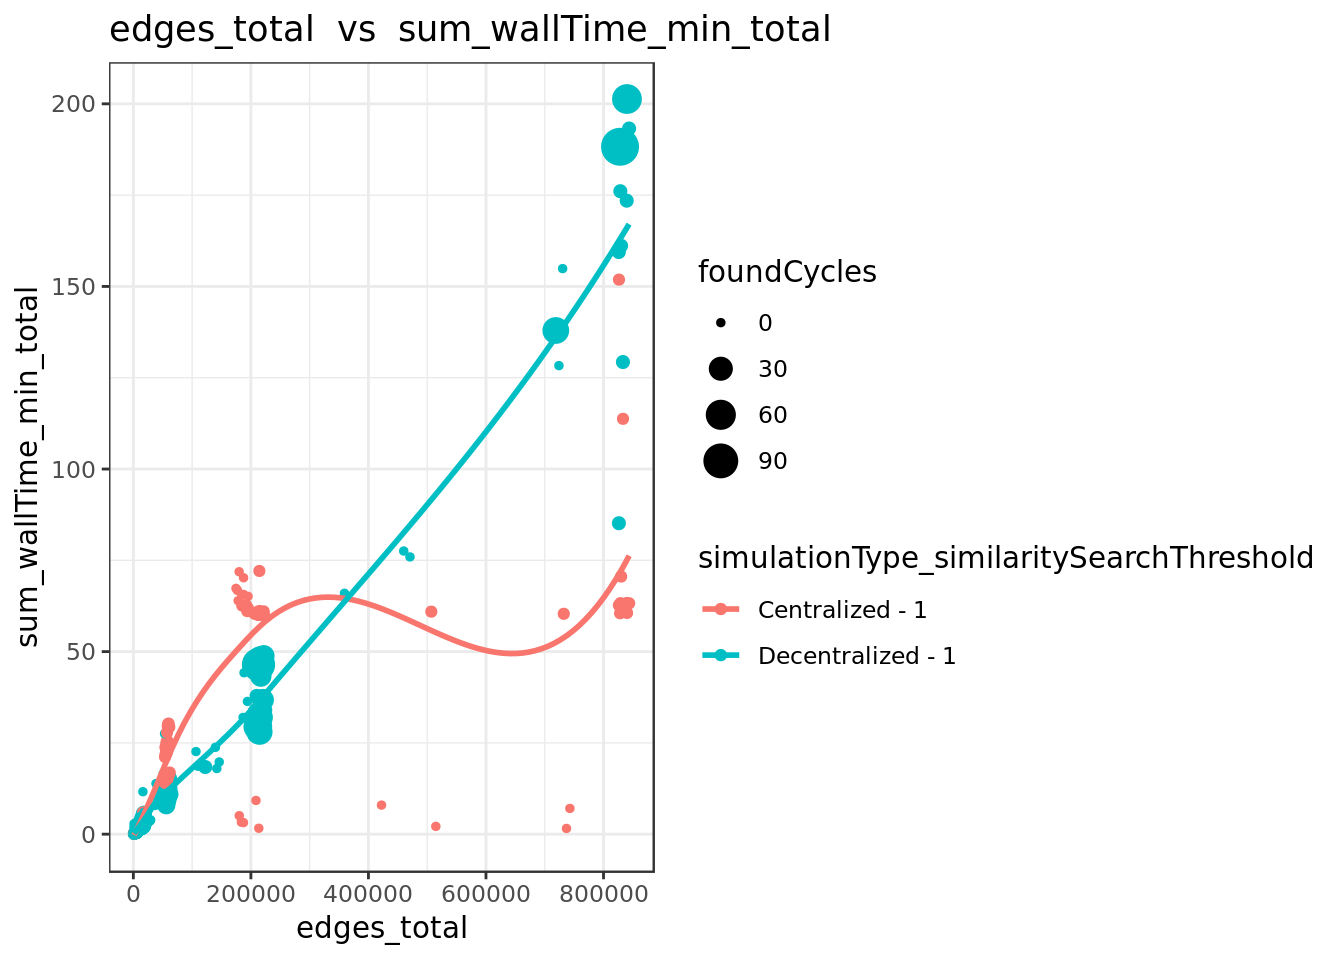 edges_total  vs  sum_wallTime_min_total
200
150
100
50
0
sum_wallTime_min_total
0
200000
400000
600000
800000
edges_total
foundCycles
0
30
60
90
simulationType_similaritySearchThreshold
Centralized - 1
Decentralized - 1